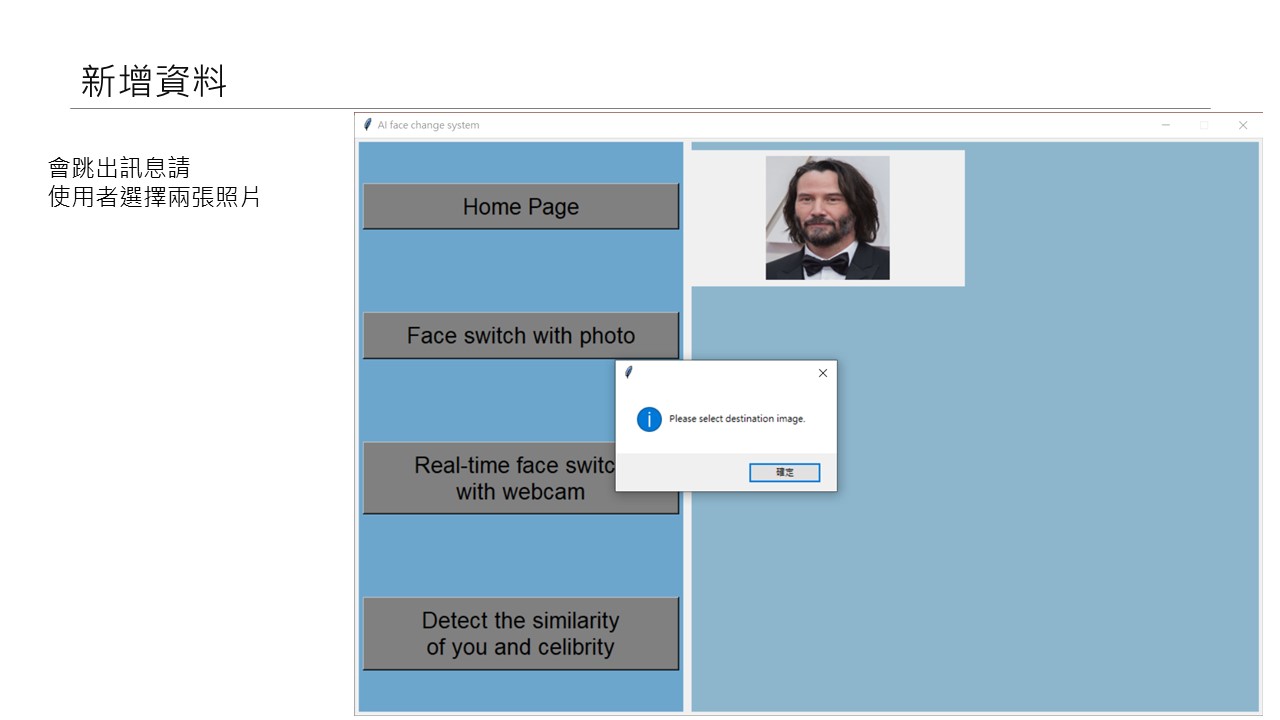 新增資料
會跳出訊息請
使用者選擇兩張照片
AI face change system
Home Page
Face switch with photo
Real-time face switc
with webcam
Detect the similarity
of you and celibrity
Please select destination image.
確定